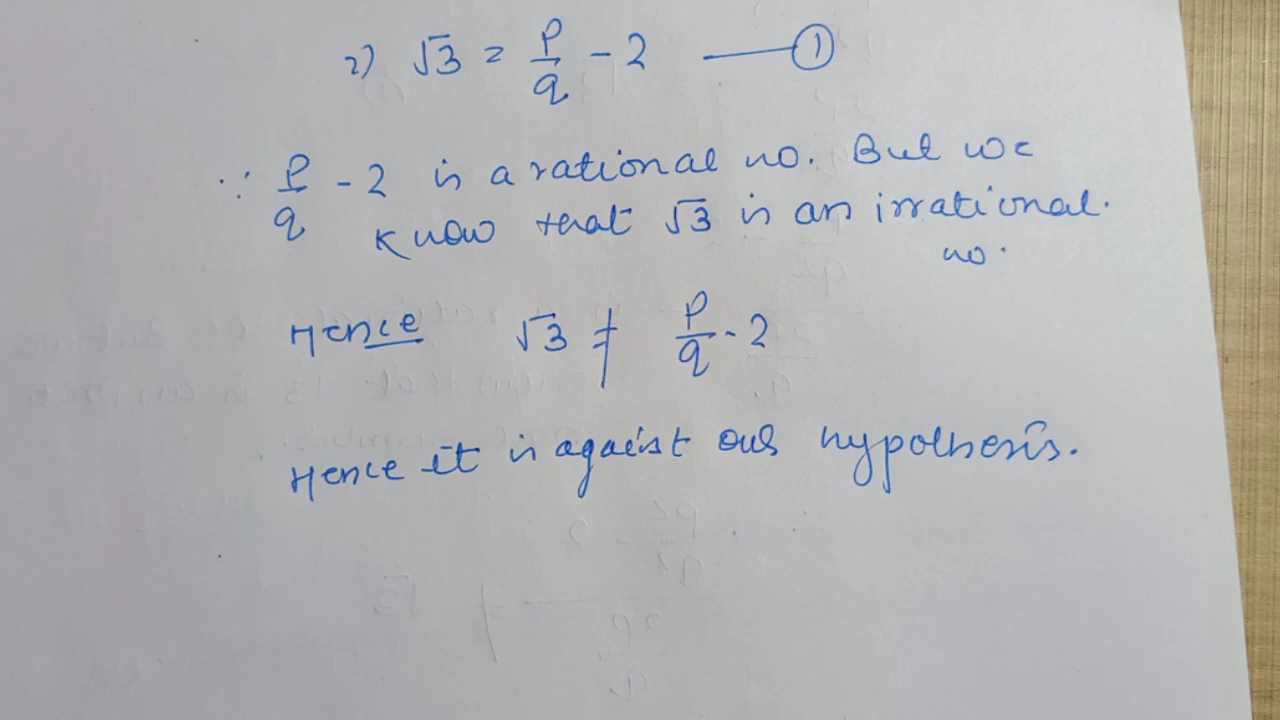 ⇒ √3 = p/q - 2 —— ①
∵ p/q - 2 is a rational no. But we
know that √3 is an irrational.
no.
Hence √3 ≠ p/q - 2
Hence it is against our hypothesis.